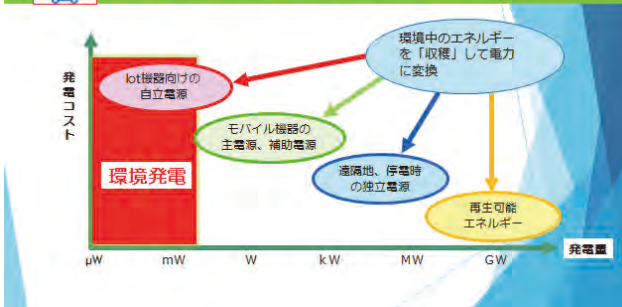 環境中のエネルギー
を「収穫」して電力
に変換
発電コスト
Iot機器向けの
自立電源
モバイル機器の
主電源、補助電源
環境発電
遠隔地、停電時
の独立電源
再生可能
エネルギー
発電量
μW mW W kW MW GW